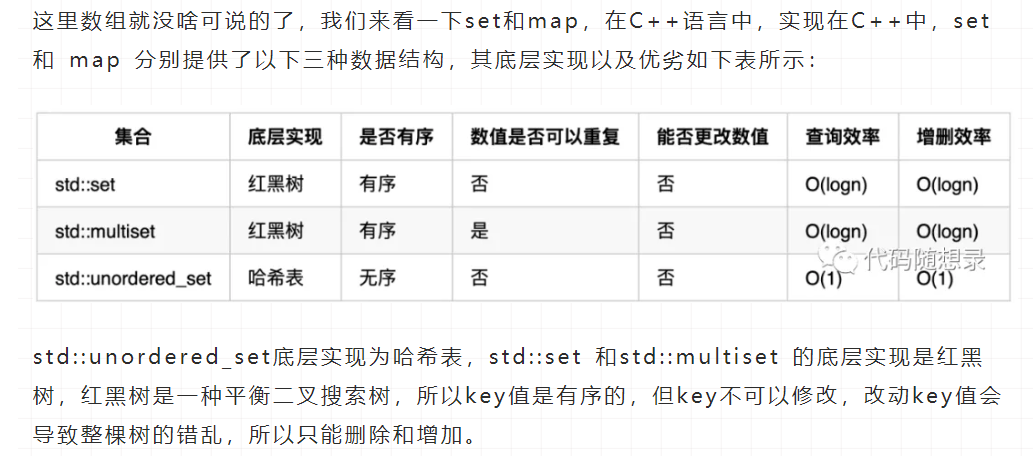 这里数组就没啥可说的了，我们来看一下set和map，在C++语言中，实现在C++中，set
和 map 分别提供了以下三种数据结构，其底层实现以及优劣如下表所示：
集合 底层实现 是否有序 数值是否可以重复 能否更改数值 查询效率 增删效率
std::set 红黑树 有序 否 否 O(logn) O(logn)
std::multiset 红黑树 有序 是 否 O(logn) O(logn)
std::unordered_set 哈希表 无序 否 否 O(1) O(1)
代码随想录
std::unordered_set底层实现为哈希表，std::set 和std::multiset 的底层实现是红黑
树，红黑树是一种平衡二叉搜索树，所以key值是有序的，但key不可以修改，改动key值会
导致整棵树的错乱，所以只能删除和增加。